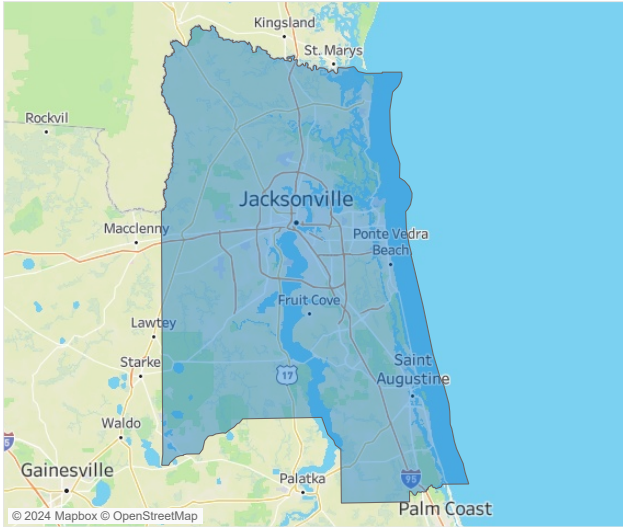 Kingsland
St. Marys
Rockvil
Jacksonville
Macclenny
Ponte Vedra
Beach
Fruit Cove
Lawtey
Starke
17
Saint
Augustine
Waldo
5
Gainesville
Palatka
95
Palm Coast
© 2024 Mapbox © OpenStreetMap